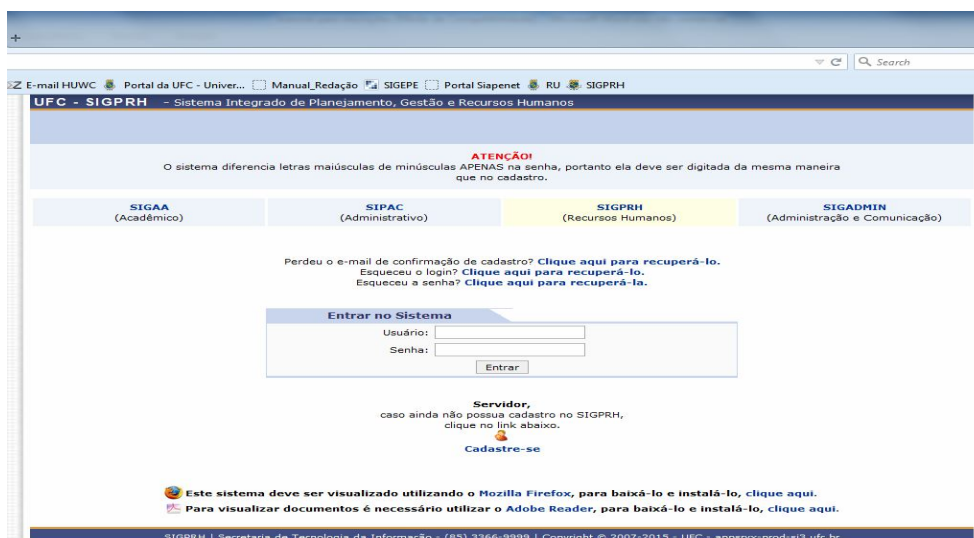 +
Search
E-mail HUWC Portal da UFC - Univer... Manual_Redação SIGEPE Portal Siapenet RU SIGPRH
UFC - SIGPRH - Sistema Integrado de Planejamento, Gestão e Recursos Humanos
ATENÇÃO!
O sistema diferencia letras maiúsculas de minúsculas APENAS na senha, portanto ela deve ser digitada da mesma maneira
que no cadastro.
SIGAA SIPAC SIGPRH SIGADMIN
(Acadêmico) (Administrativo) (Recursos Humanos) (Administração e Comunicação)
Perdeu o e-mail de confirmação de cadastro? Clique aqui para recuperá-lo.
Esqueceu o login? Clique aqui para recuperá-lo.
Esqueceu a senha? Clique aqui para recuperá-la.
Entrar no Sistema
Usuário:
Senha:
Entrar
Servidor,
caso ainda não possua cadastro no SIGPRH,
clique no link abaixo.
Cadastre-se
Este sistema deve ser visualizado utilizando o Mozilla Firefox, para baixá-lo e instalá-lo, clique aqui.
Para visualizar documentos é necessário utilizar o Adobe Reader, para baixá-lo e instalá-lo, clique aqui.
SIGPRH | Secretaria de Tecnologia da Informação - (85) 3366-9999 | Copyright © 2007-2015 - UFC -